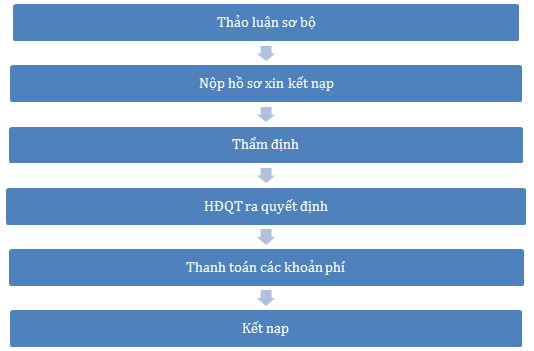 Thảo luận sơ bộ
Nộp hồ sơ xin kết nạp
Thẩm định
HĐQT ra quyết định
Thanh toán các khoản phí
Kết nạp